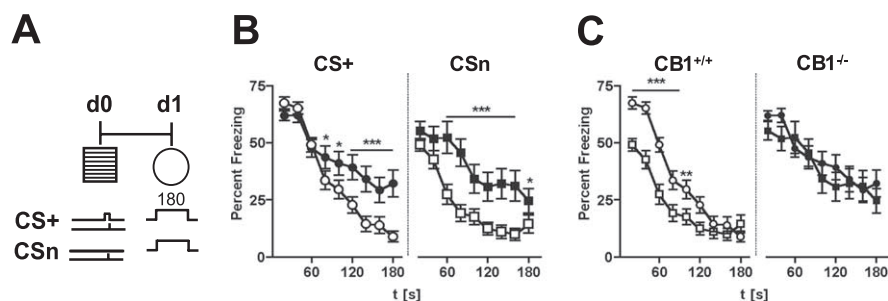 A
d0 d1
180
CS+
CSn
B
CS+ CSn
Percent Freezing
75
50
25
0
* * *** *** *
60 120 180 60 120 180
t [s]
C
CB1+/+ CB1-/-
Percent Freezing
75
50
25
0
*** **
60 120 180 60 120 180
t [s]